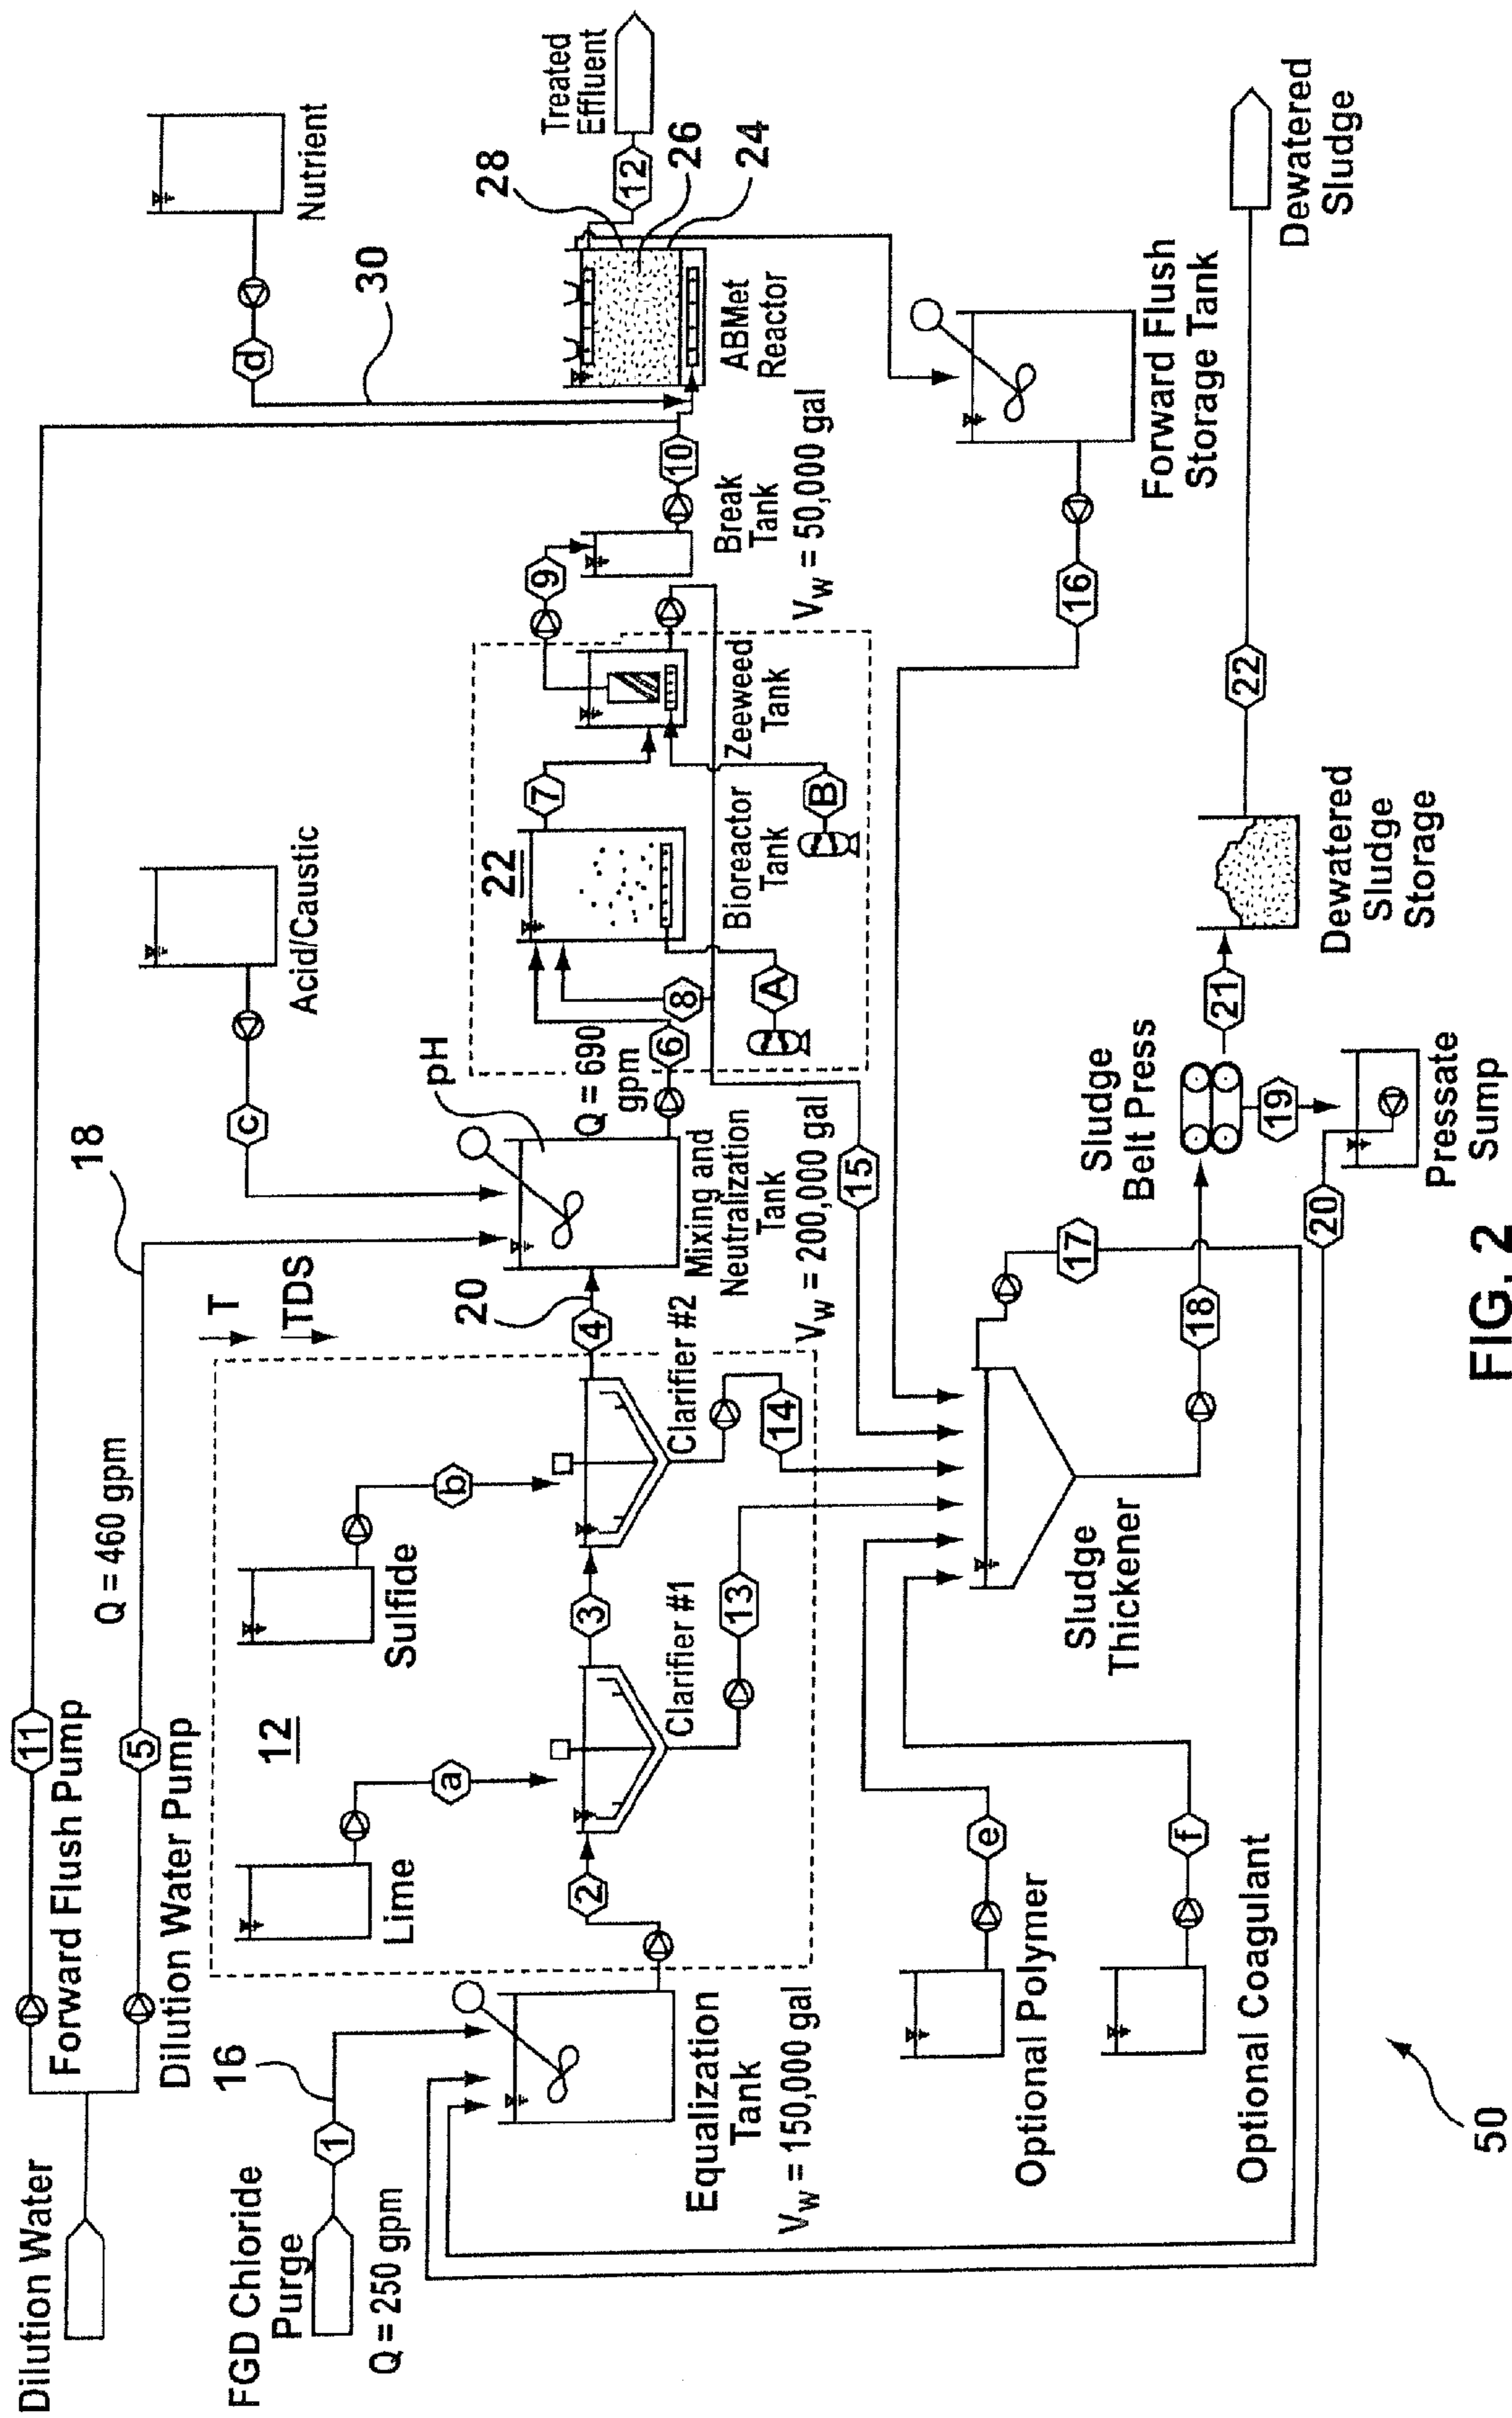 Dilution Water
11
Forward Flush Pump
5
Dilution Water Pump
Q = 460 gpm
18
T
TDS
FGD Chloride
Purge
1
Q = 250 gpm
16
Equalization
Tank
Vw = 150,000 gal
12
Lime
a
2
Clarifier #1
3
13
Sulfide
b
Clarifier #2
14
4
20
Acid/Caustic
c
pH
Mixing and
Neutralization
Tank
Vw = 200,000 gal
Q = 690
gpm
6
8
22
A
Bioreactor
Tank
7
B
Zeeweed
Tank
9
Break
Tank
Vw = 50,000 gal
10
Nutrient
d
30
ABMet
Reactor
28
26
24
12
Treated
Effluent
15
16
Forward Flush
Storage Tank
Optional Polymer
e
Optional Coagulant
f
Sludge
Thickener
17
18
Sludge
Belt Press
19
20
Pressate
Sump
21
Dewatered
Sludge
Storage
22
Dewatered
Sludge
50
FIG. 2